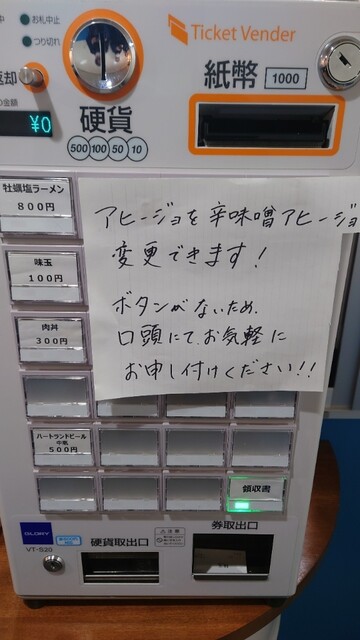 お札中止
つり切れ
返却
¥0
Ticket Vender
硬貨
500 100 50 10
紙幣 1000
牡蠣塩ラーメン
800円
味玉
100円
肉丼
300円
アヒージョを辛味噌アヒージョ
変更できます!
ボタンがないため、
口頭にて、お気軽に
お申し付けください!!
ハートランドビール
中瓶
500円
領収書
GLORY
VT-S20
硬貨取出口
券取出口